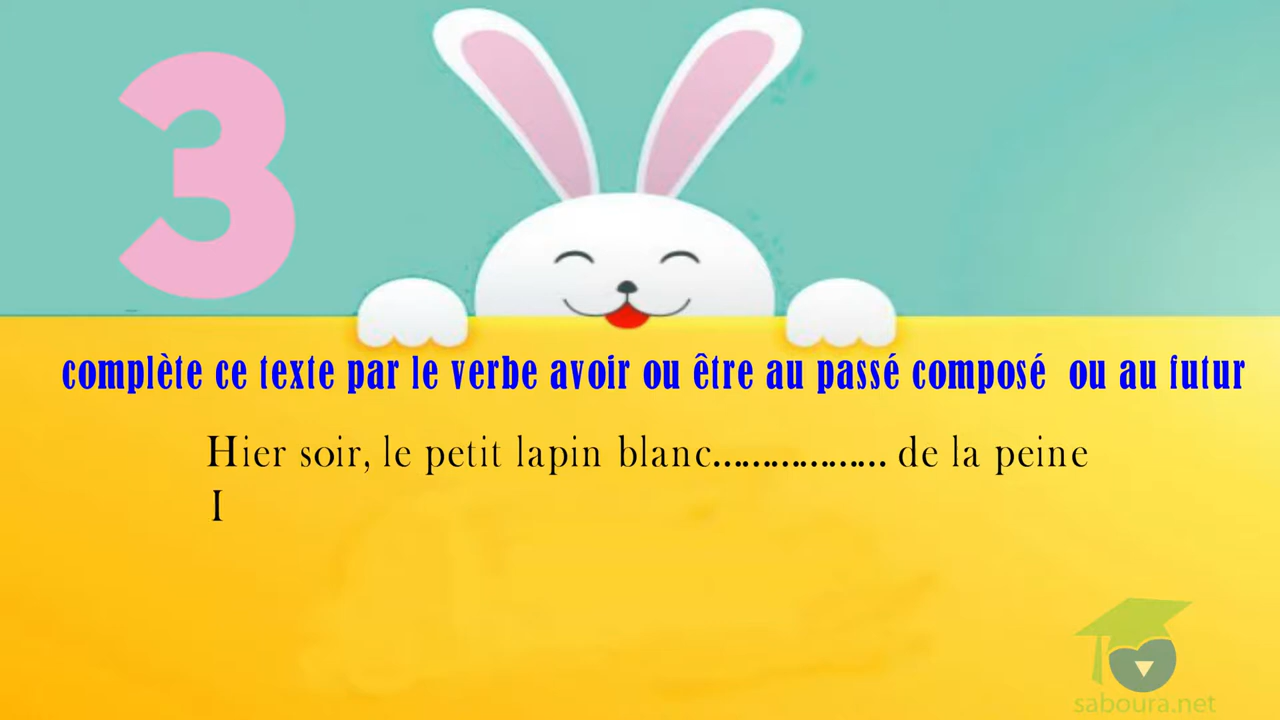 3
complète ce texte par le verbe avoir ou être au passé composé ou au futur
Hier soir, le petit lapin blanc.................. de la peine
I
saboura.net